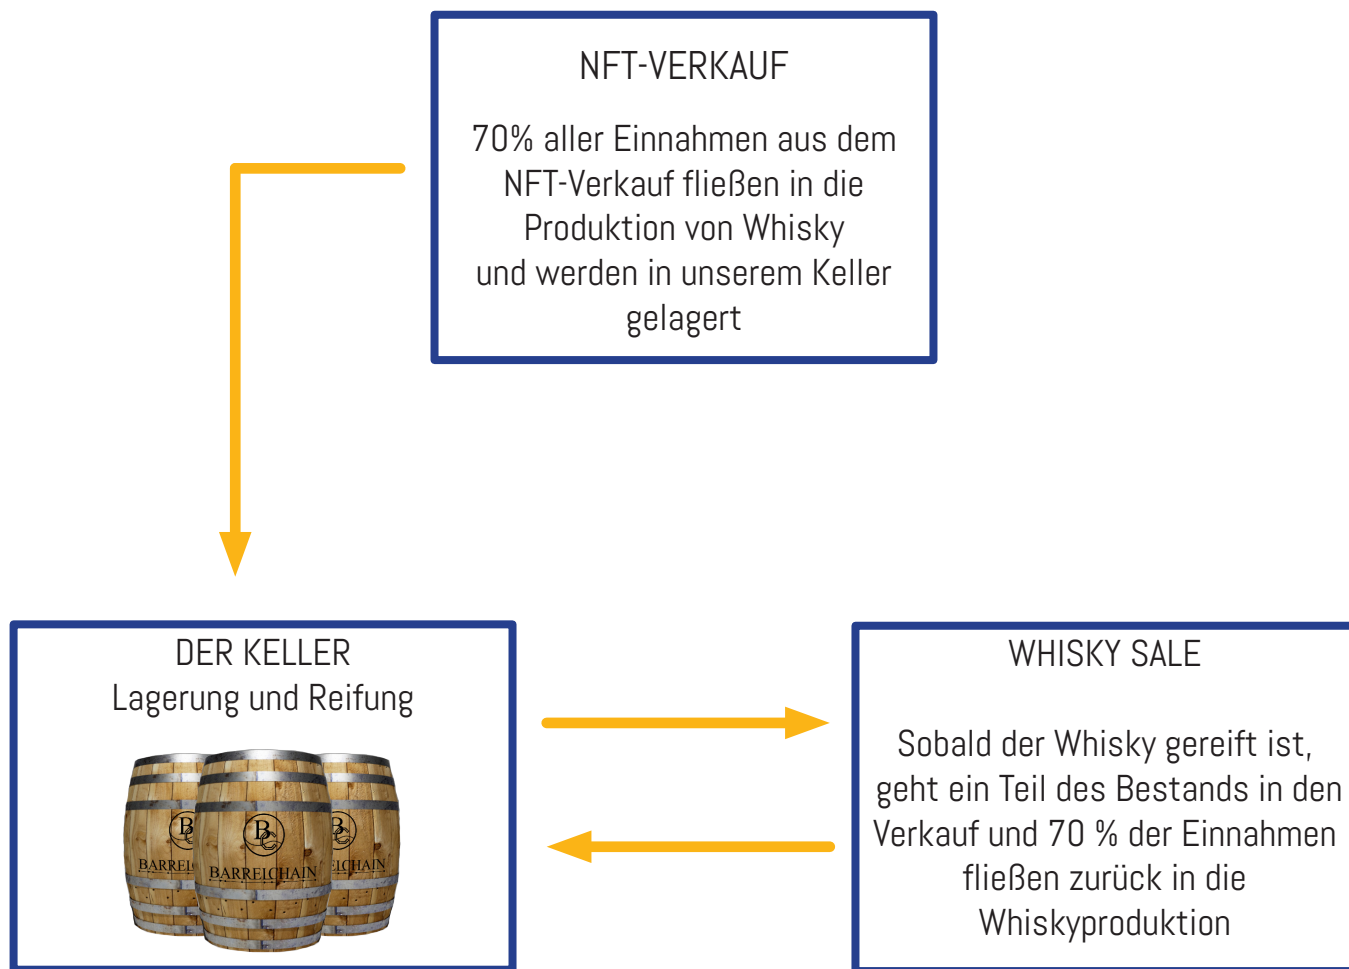 NFT-VERKAUF
70% aller Einnahmen aus dem
NFT-Verkauf fließen in die
Produktion von Whisky
und werden in unserem Keller
gelagert
DER KELLER
Lagerung und Reifung
BC
BARRELCHAIN
WHISKY SALE
Sobald der Whisky gereift ist,
geht ein Teil des Bestands in den
Verkauf und 70 % der Einnahmen
fließen zurück in die
Whiskyproduktion